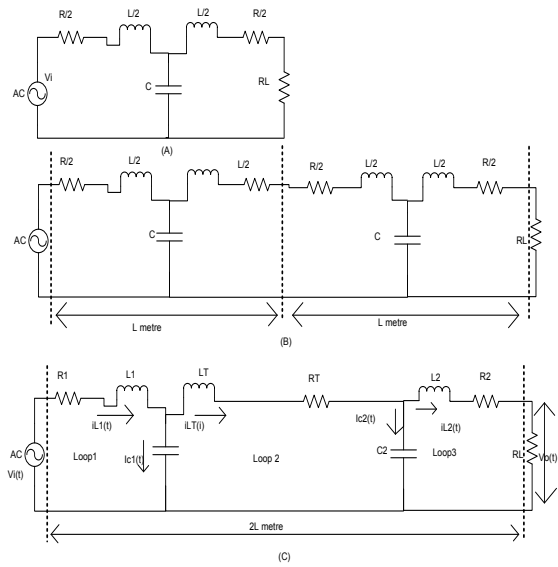 R/2 L/2 L/2 R/2
Vi
AC C RL
(A)
R/2 L/2 L/2 R/2 L/2 L/2 R/2
AC C C RL
L metre L metre
(B)
R1 L1 LT RT L2 R2
iL1(t) iLT(i) Ic2(t) iL2(t)
AC
Vi(t) Loop1 Ic1(t) Loop 2 C2 Loop3 RL Vo(t)
2L metre
(C)